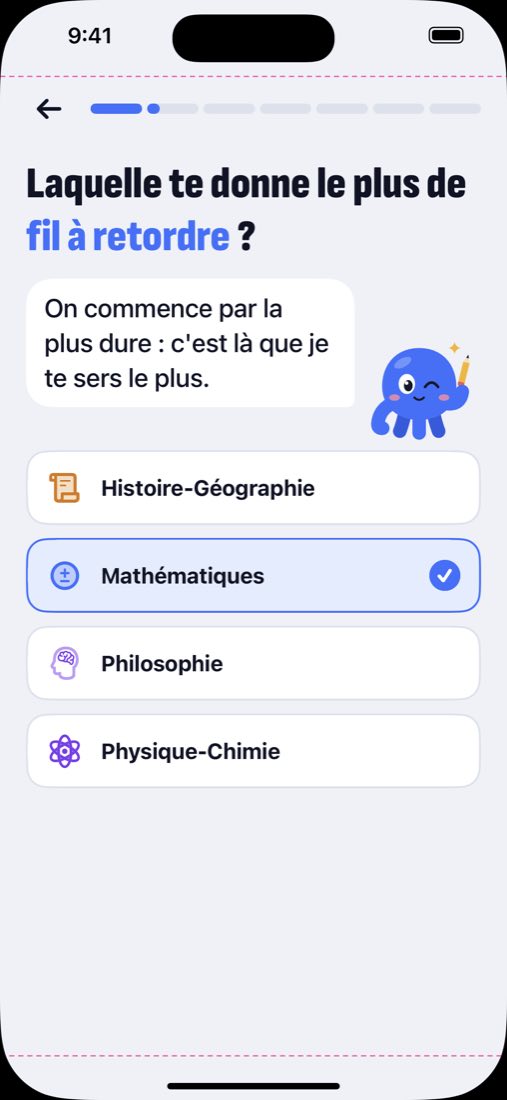 9:41
Laquelle te donne le plus de
fil à retordre ?
On commence par la
plus dure : c'est là que je
te sers le plus.
Histoire-Géographie
Mathématiques
Philosophie
Physique-Chimie